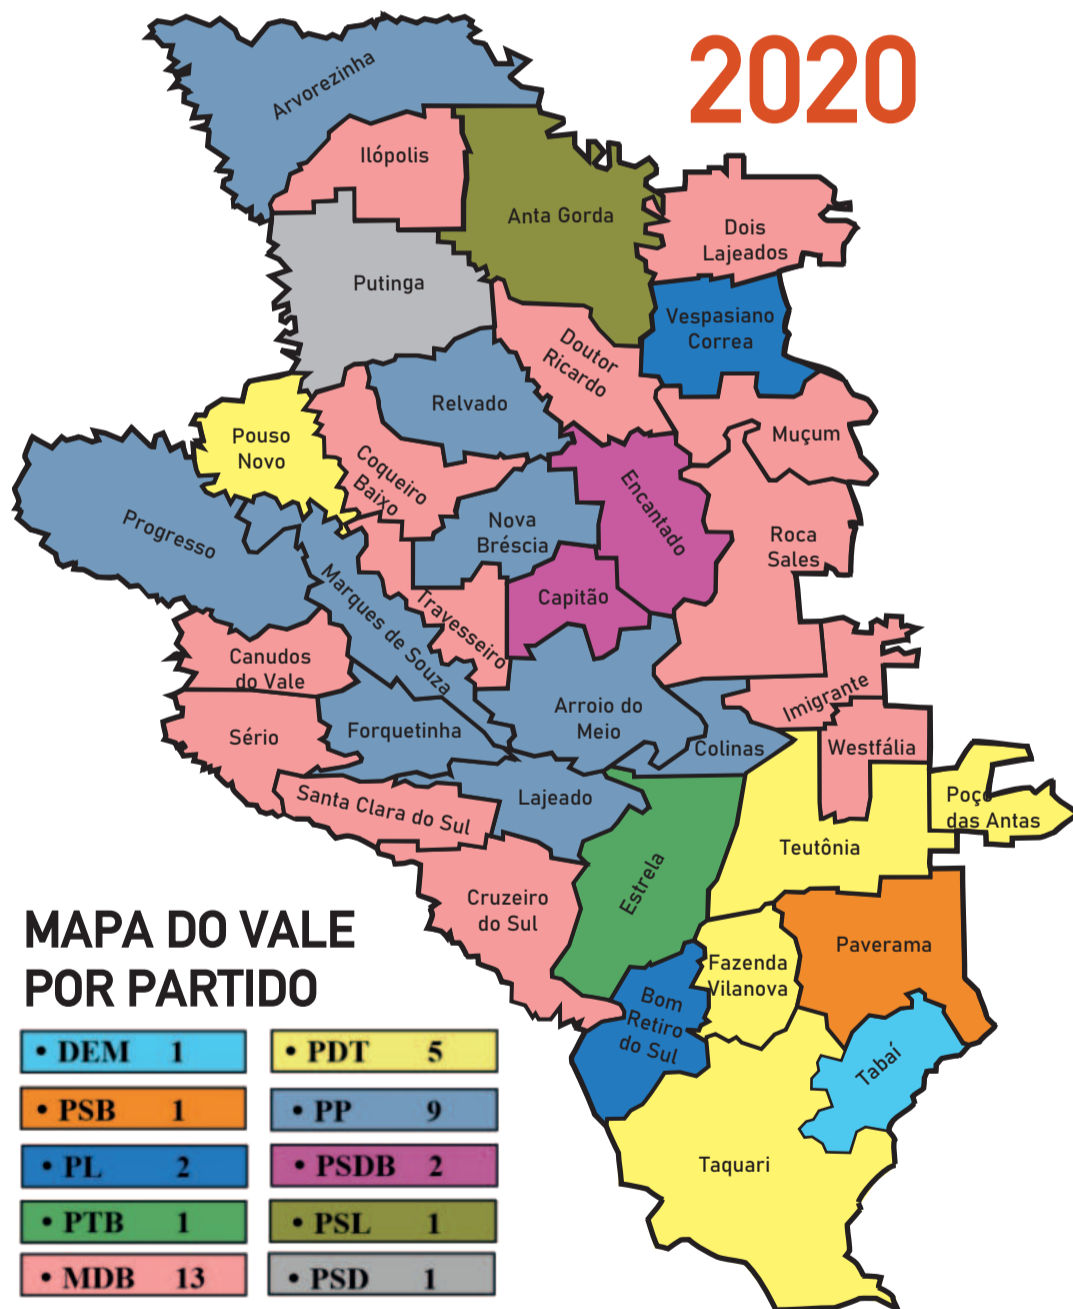 2020
Arvorezinha
Ilópolis
Anta Gorda
Dois
Lajeados
Putinga
Vespasiano
Correa
Doutor
Ricardo
Relvado
Pouso
Novo
Muçum
Coqueiro
Baixo
Encantado
Progresso
Nova
Bréscia
Roca
Sales
Marques de Souza
Travesseiro
Capitão
Canudos
do Vale
Imigrante
Sério
Forquetinha
Arroio do
Meio
Colinas
Westfália
Santa Clara do Sul
Lajeado
Poço
das Antas
Teutônia
Estrela
Cruzeiro
do Sul
Paverama
Fazenda
Vilanova
Bom
Retiro
do Sul
Tabaí
Taquari
MAPA DO VALE
POR PARTIDO
• DEM 1
• PDT 5
• PSB 1
• PP 9
• PL 2
• PSDB 2
• PTB 1
• PSL 1
• MDB 13
• PSD 1